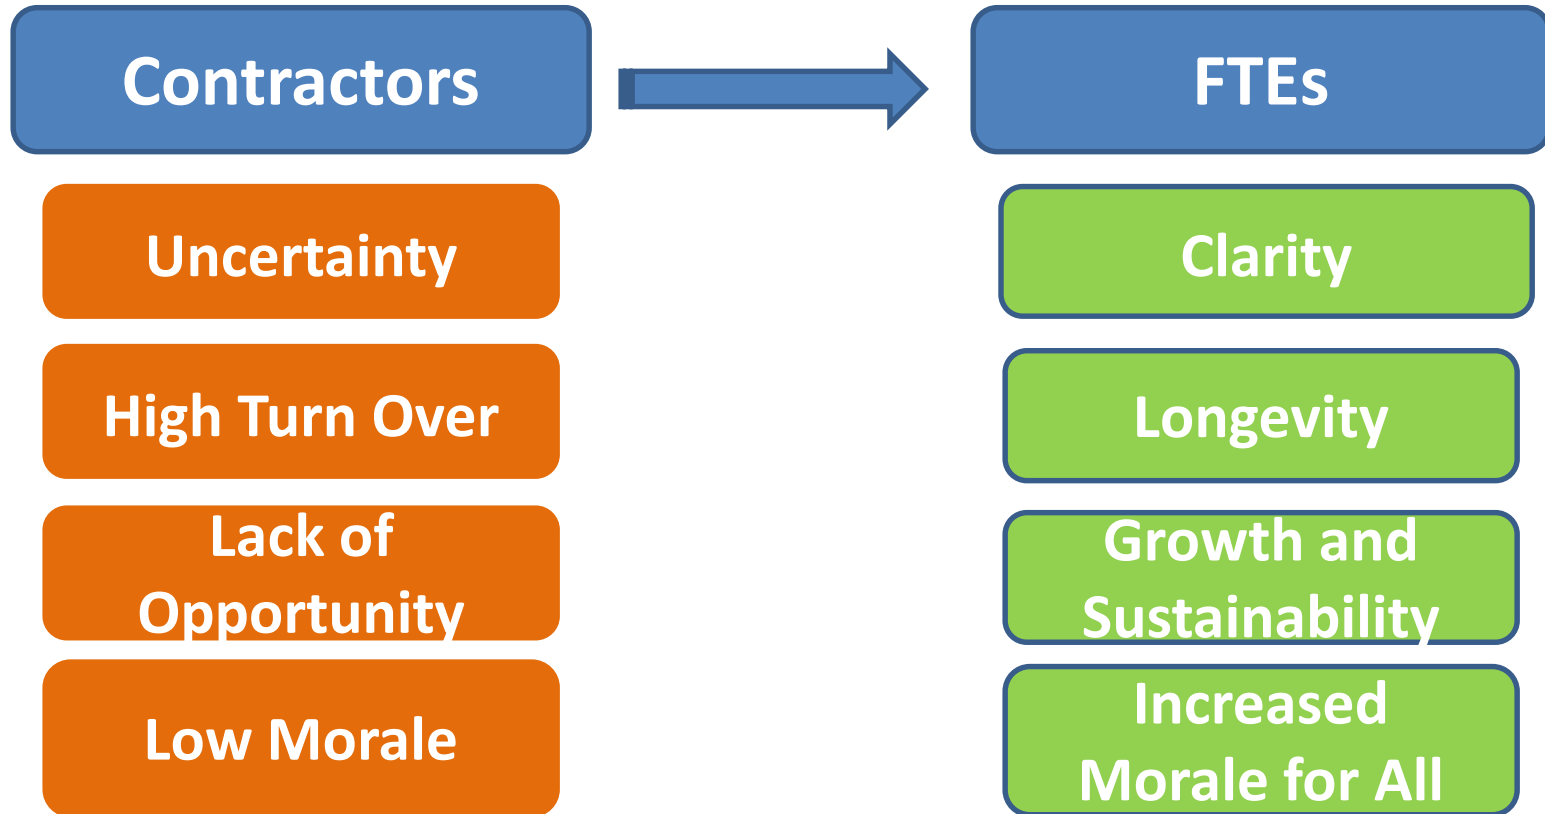 Contractors
FTEs
Uncertainty
Clarity
High Turn Over
Longevity
Lack of
Opportunity
Growth and
Sustainability
Low Morale
Increased
Morale for All